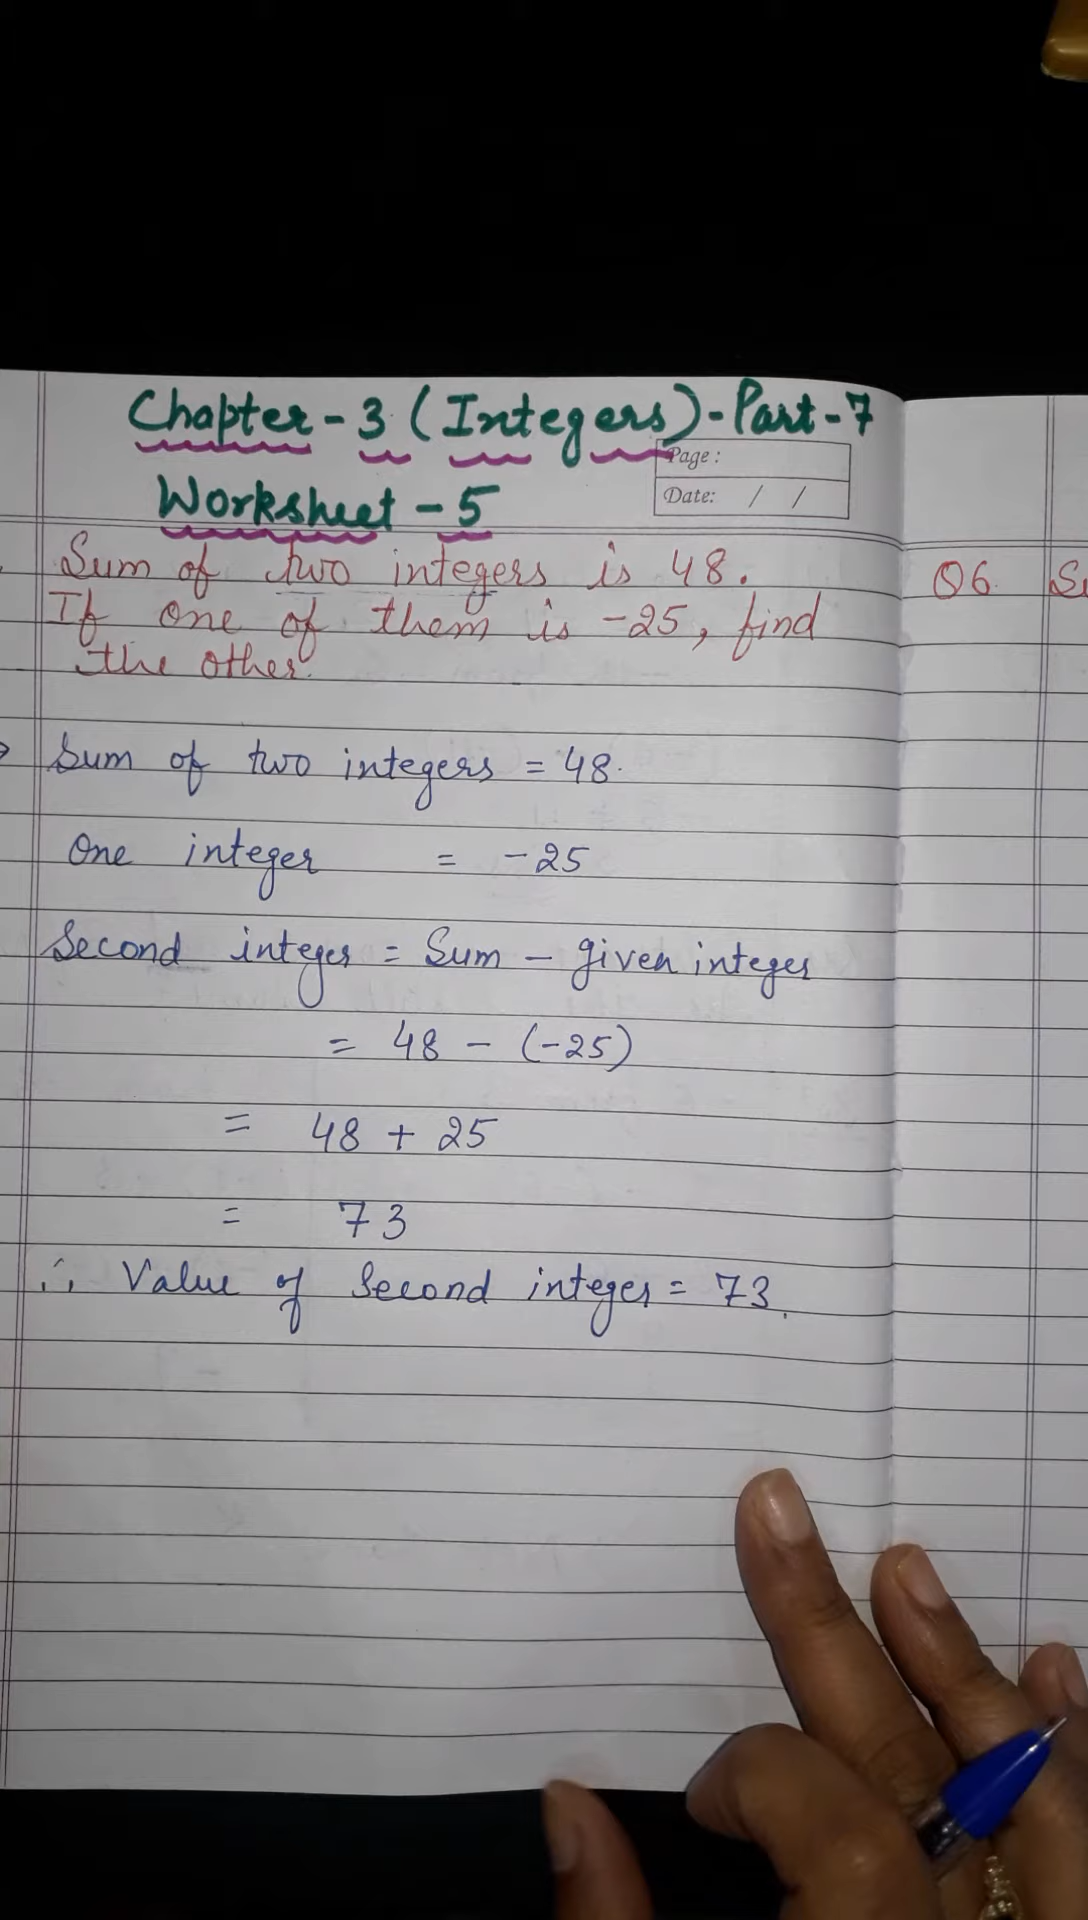 Chapter-3 (Integers)-Part-7
Page:
Worksheet-5
Date: / /
Sum of two integers is 48.
If one of them is -25, find
the other.
Sum of two integers = 48.
One integer = -25
Second integer = Sum - given integer
= 48 - (-25)
= 48 + 25
= 73
∴ Value of Second integer = 73.
Q6.